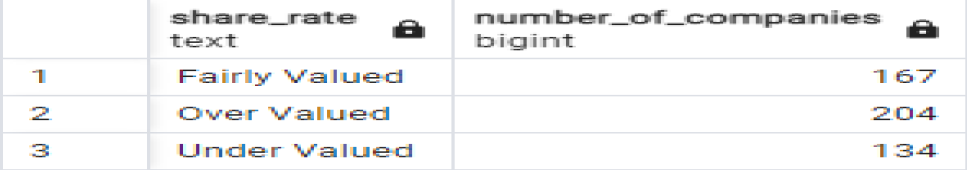 share_rate number_of_companies
text bigint
1 Fairly Valued 167
2 Over Valued 204
3 Under Valued 134